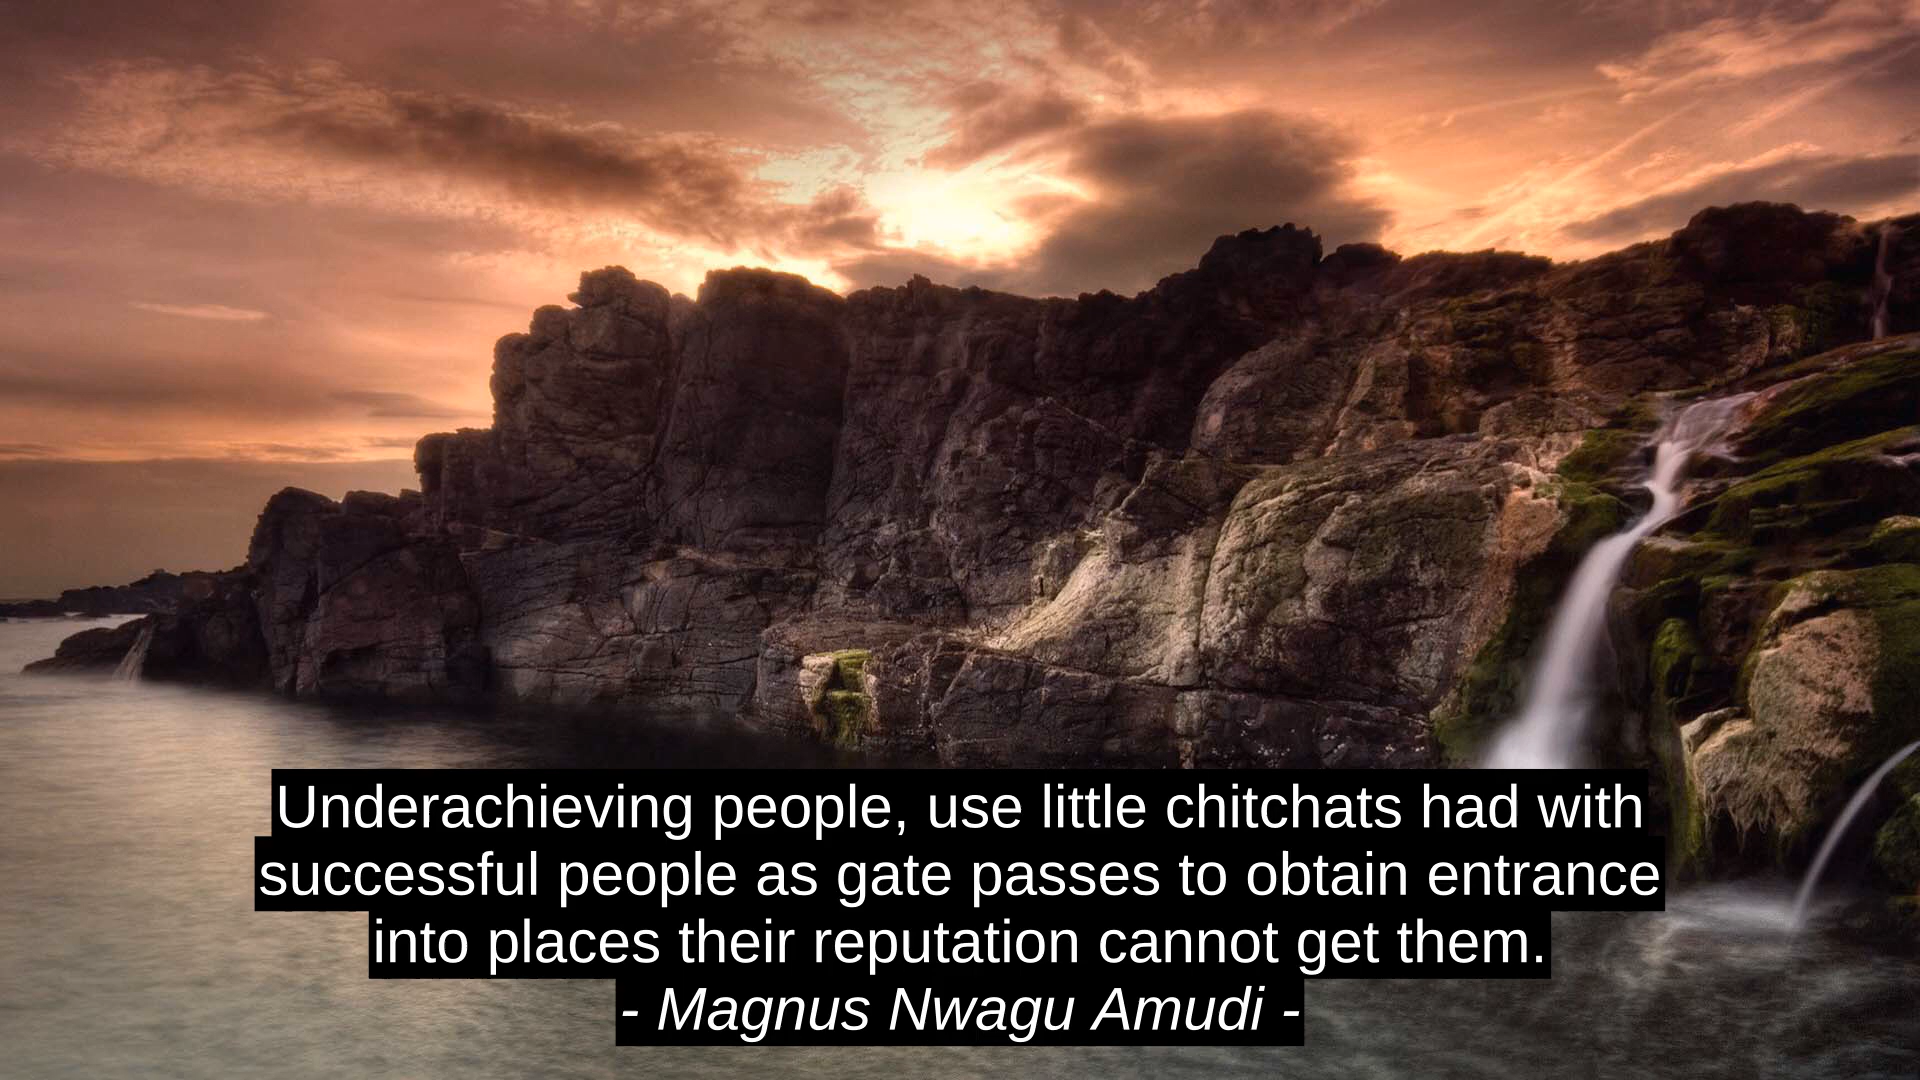 Underachieving people, use little chitchats had with
successful people as gate passes to obtain entrance
into places their reputation cannot get them.
- Magnus Nwagu Amudi -